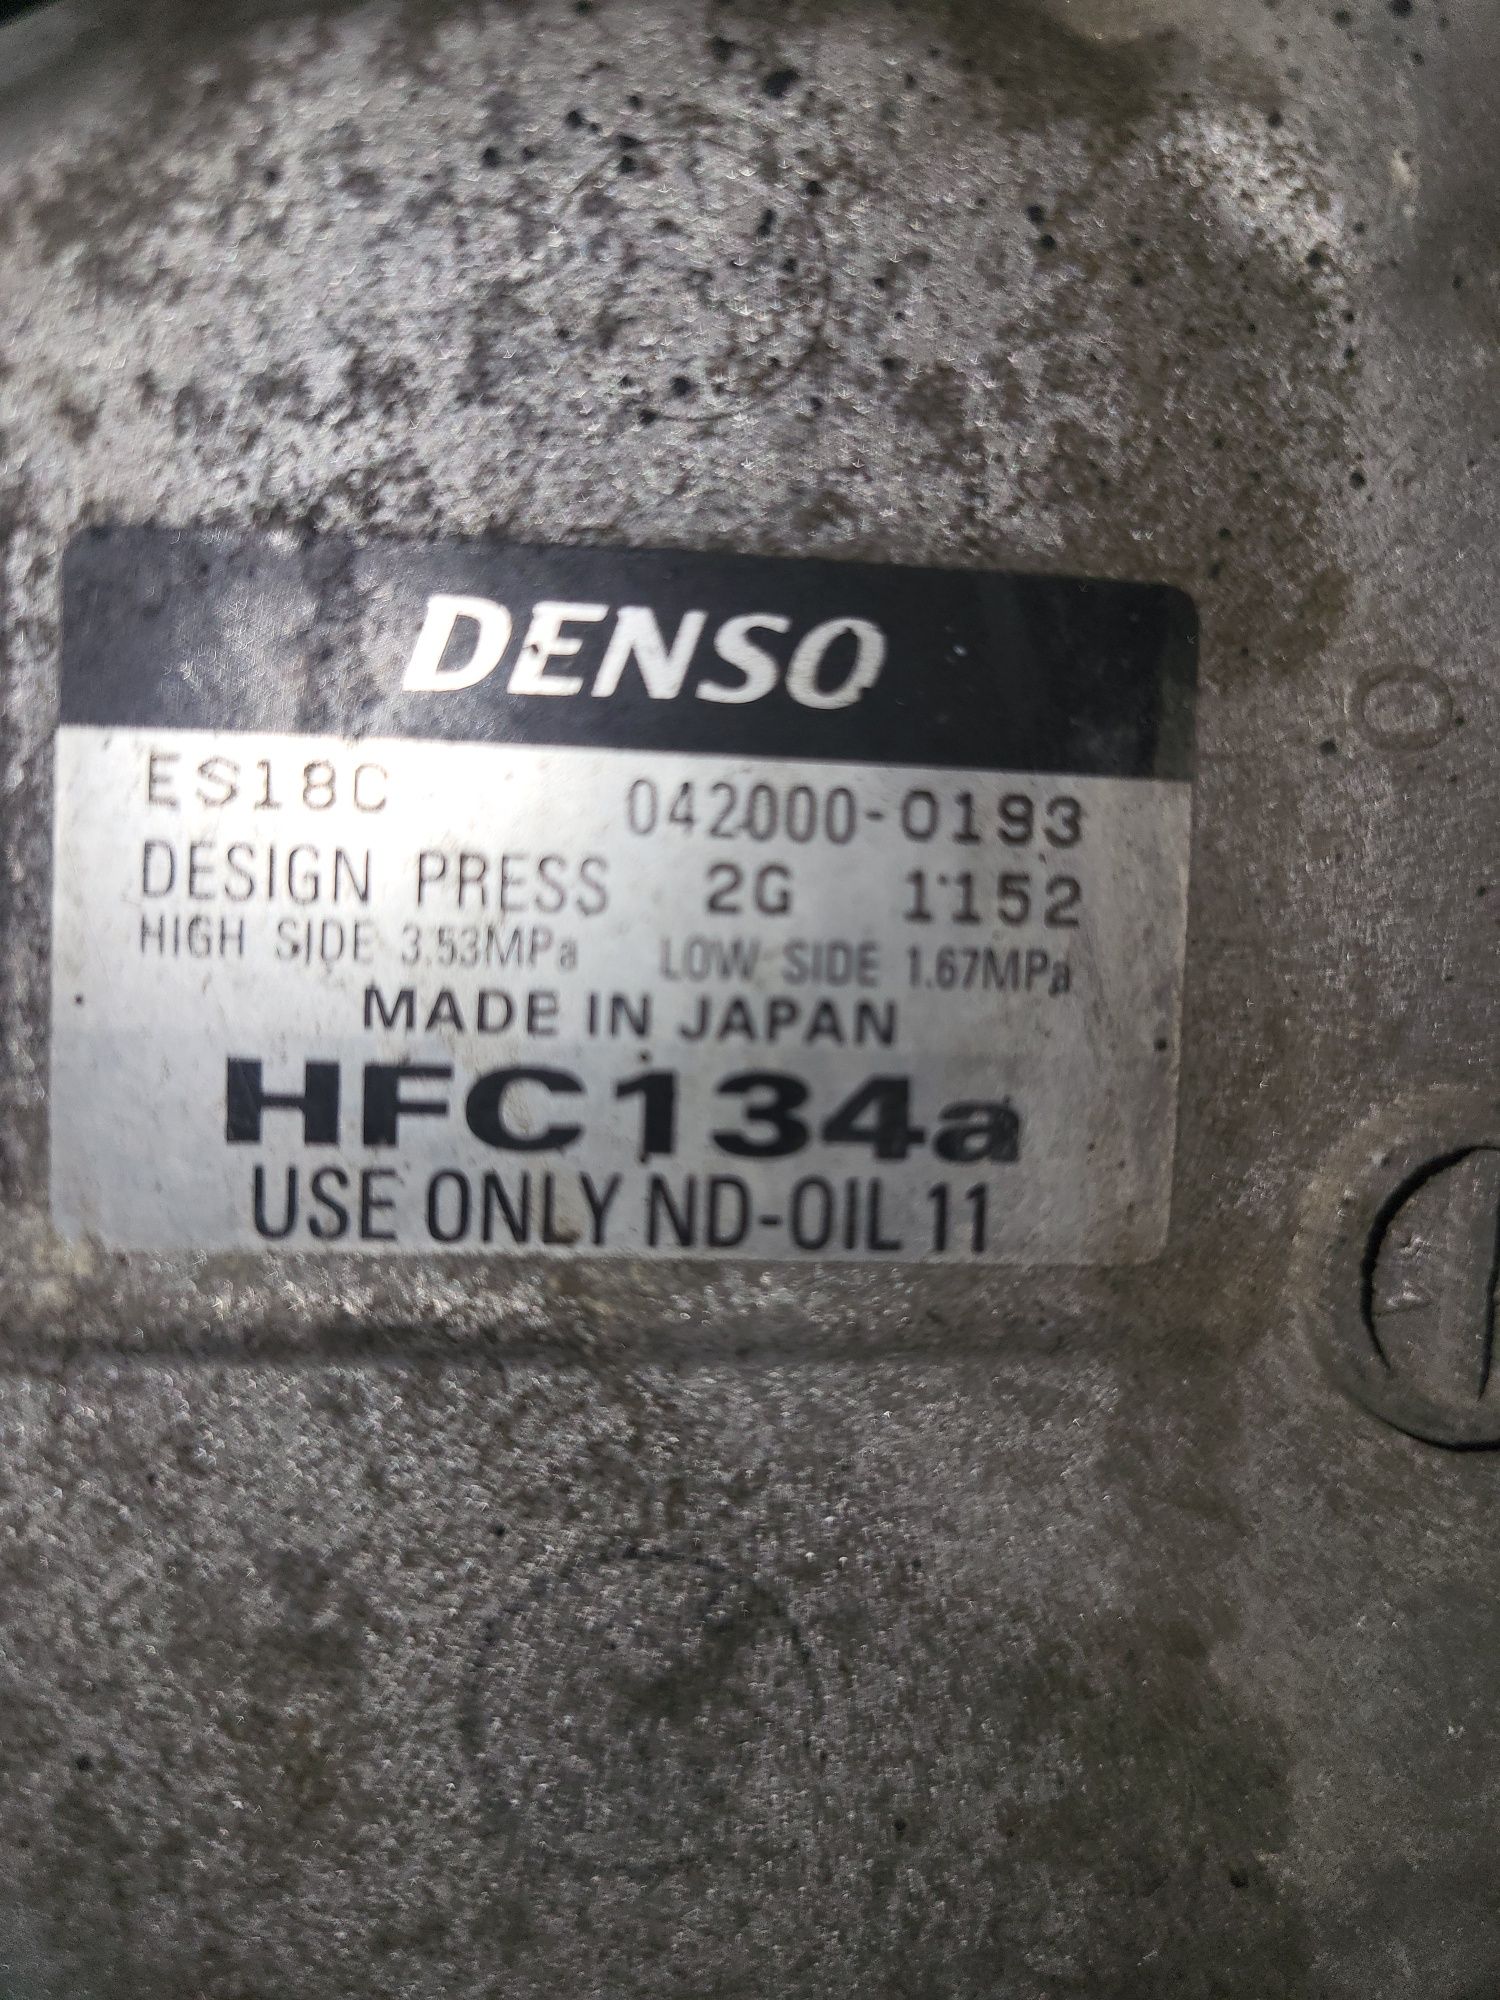 DENSO
ES18C 042000-0193
DESIGN PRESS 2G 1152
HIGH SIDE 3.53MPa LOW SIDE 1.67MPa
MADE IN JAPAN
HFC134a
USE ONLY ND-OIL 11